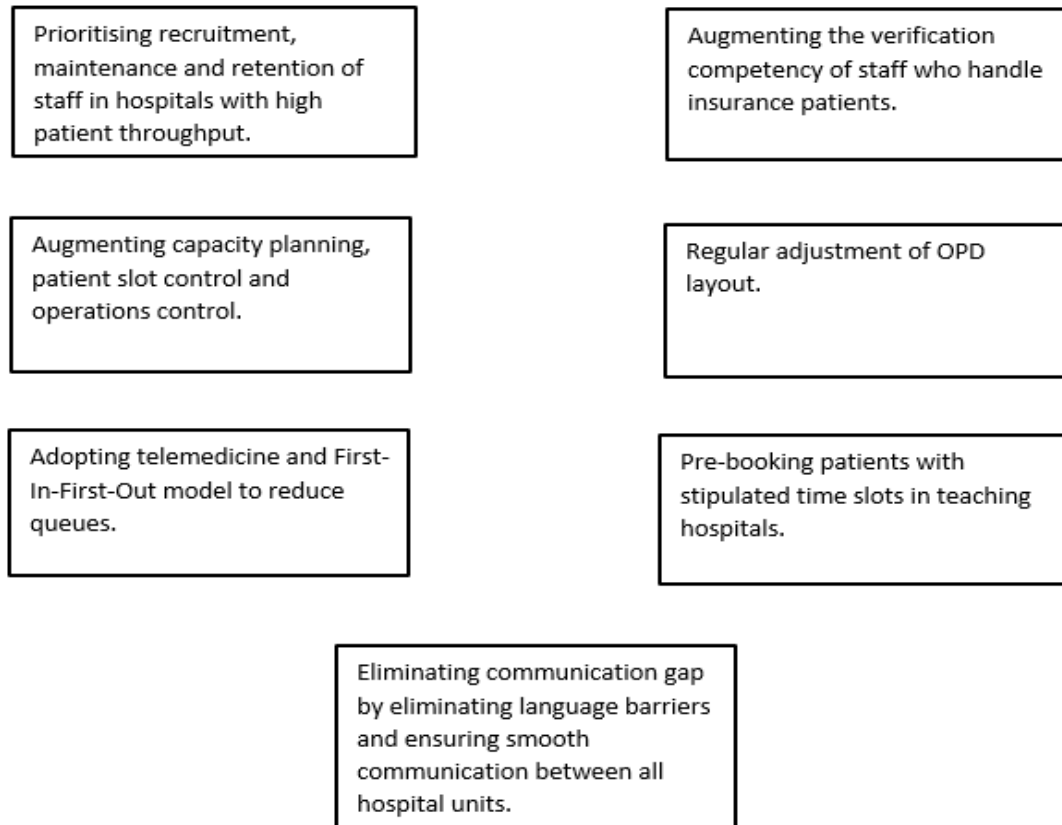 Prioritising recruitment,
maintenance and retention of
staff in hospitals with high
patient throughput.
Augmenting the verification
competency of staff who handle
insurance patients.
Augmenting capacity planning,
patient slot control and
operations control.
Regular adjustment of OPD
layout.
Adopting telemedicine and First-
In-First-Out model to reduce
queues.
Pre-booking patients with
stipulated time slots in teaching
hospitals.
Eliminating communication gap
by eliminating language barriers
and ensuring smooth
communication between all
hospital units.